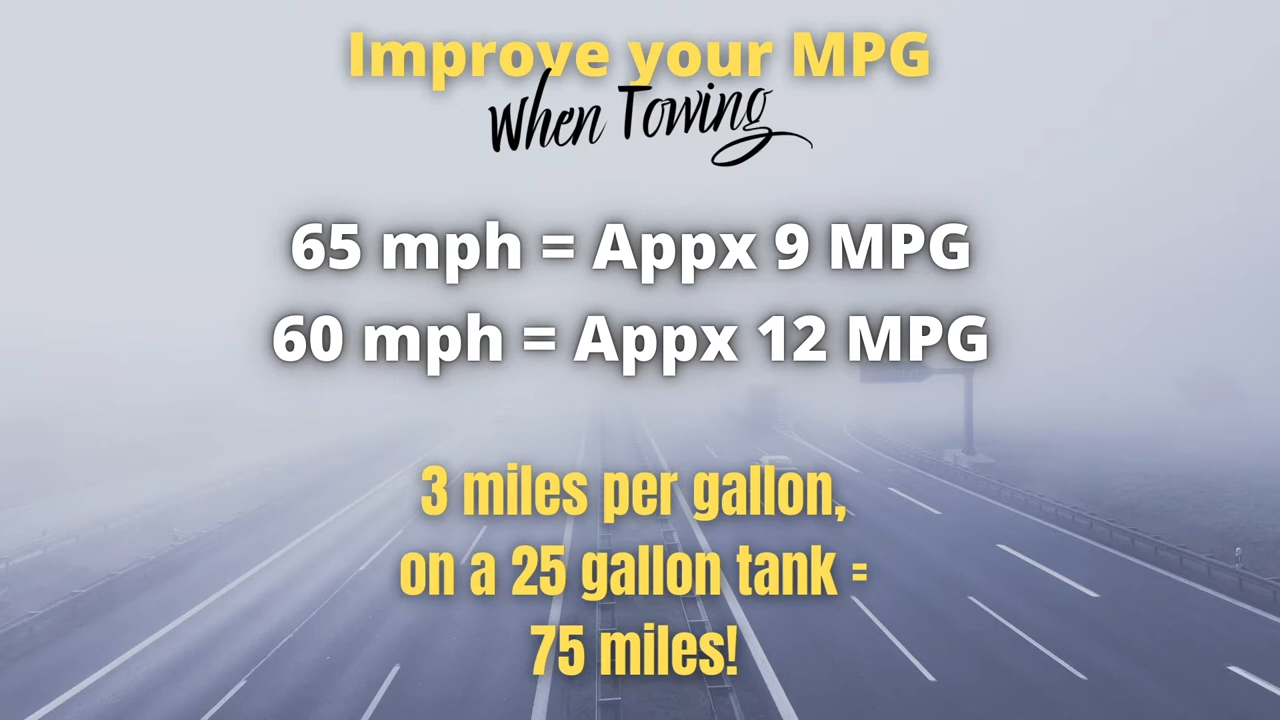 Improve your MPG
When Towing
65 mph = Appx 9 MPG
60 mph = Appx 12 MPG
3 miles per gallon,
on a 25 gallon tank =
75 miles!